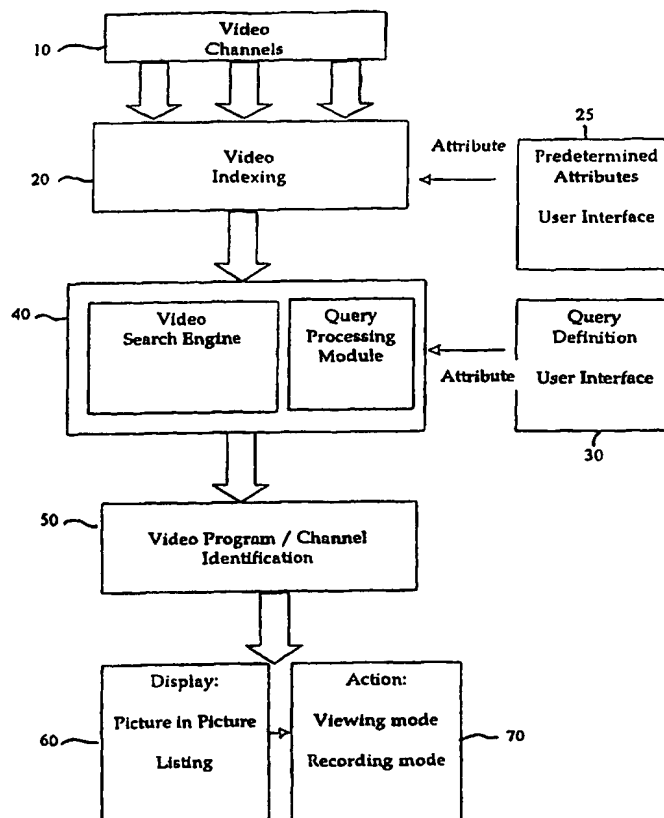 10
Video
Channels
25
20
Video
Indexing
Attribute
Predetermined
Attributes
User Interface
40
Video
Search Engine
Query
Processing
Module
Attribute
Query
Definition
User Interface
30
50
Video Program / Channel
Identification
60
Display:
Picture in Picture
Listing
Action:
Viewing mode
Recording mode
70